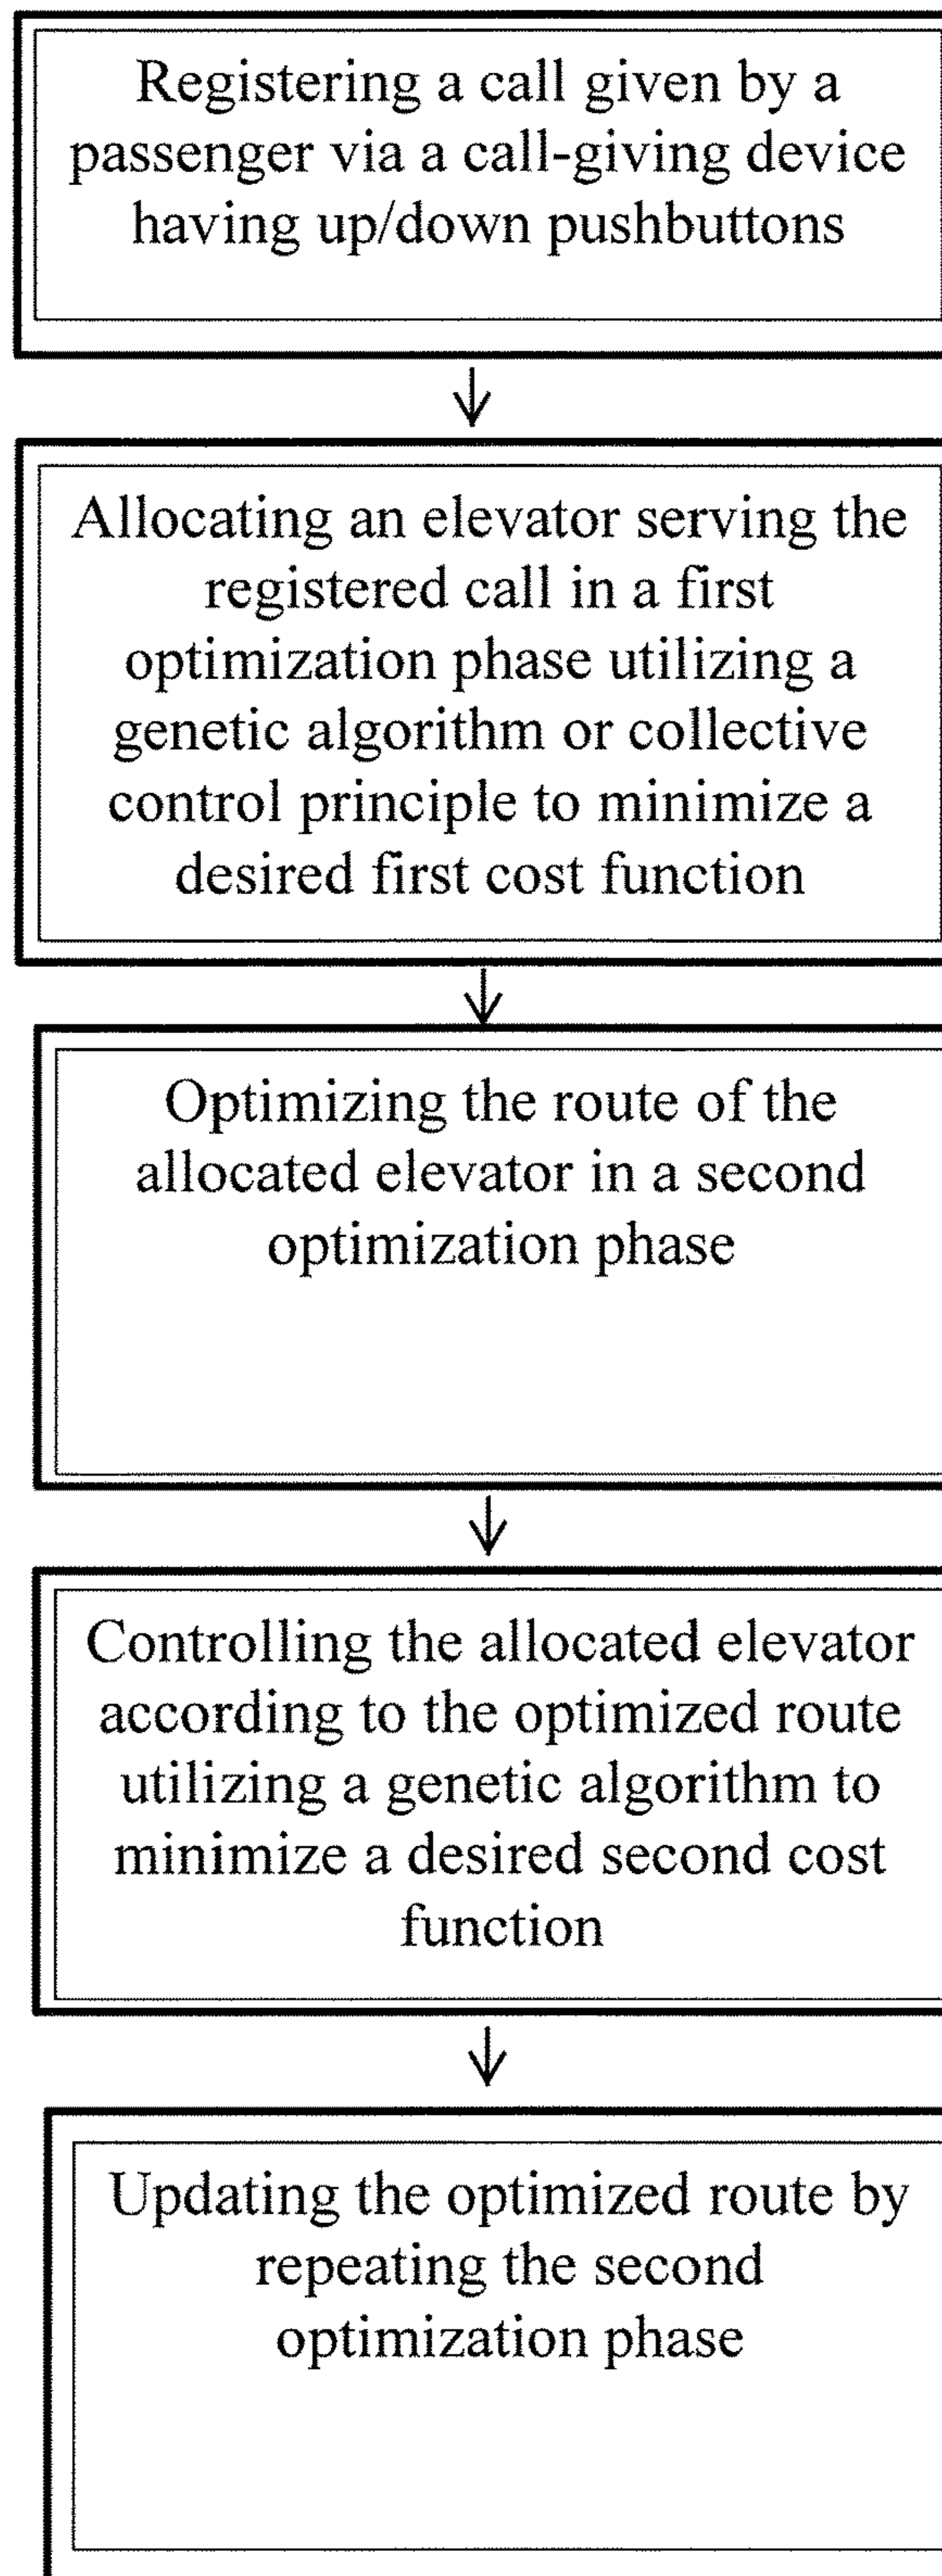 Registering a call given by a
passenger via a call-giving device
having up/down pushbuttons
Allocating an elevator serving the
registered call in a first
optimization phase utilizing a
genetic algorithm or collective
control principle to minimize a
desired first cost function
Optimizing the route of the
allocated elevator in a second
optimization phase
Controlling the allocated elevator
according to the optimized route
utilizing a genetic algorithm to
minimize a desired second cost
function
Updating the optimized route by
repeating the second
optimization phase